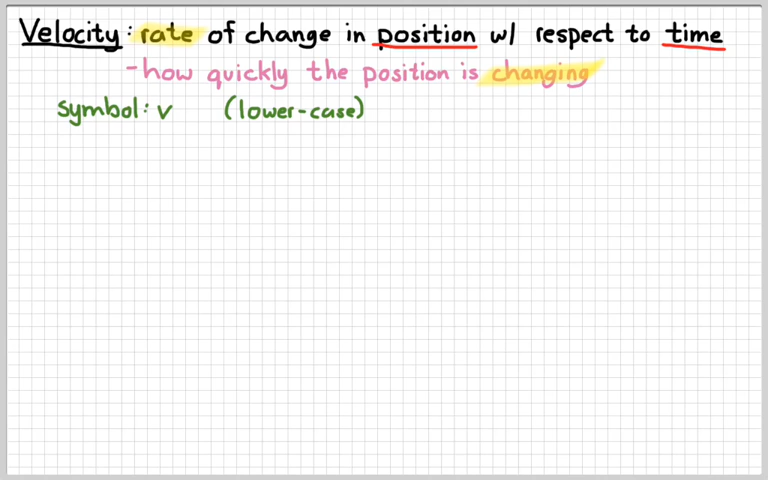 Velocity: rate of change in position w/ respect to time
-how quickly the position is changing
symbol: v (lower-case)